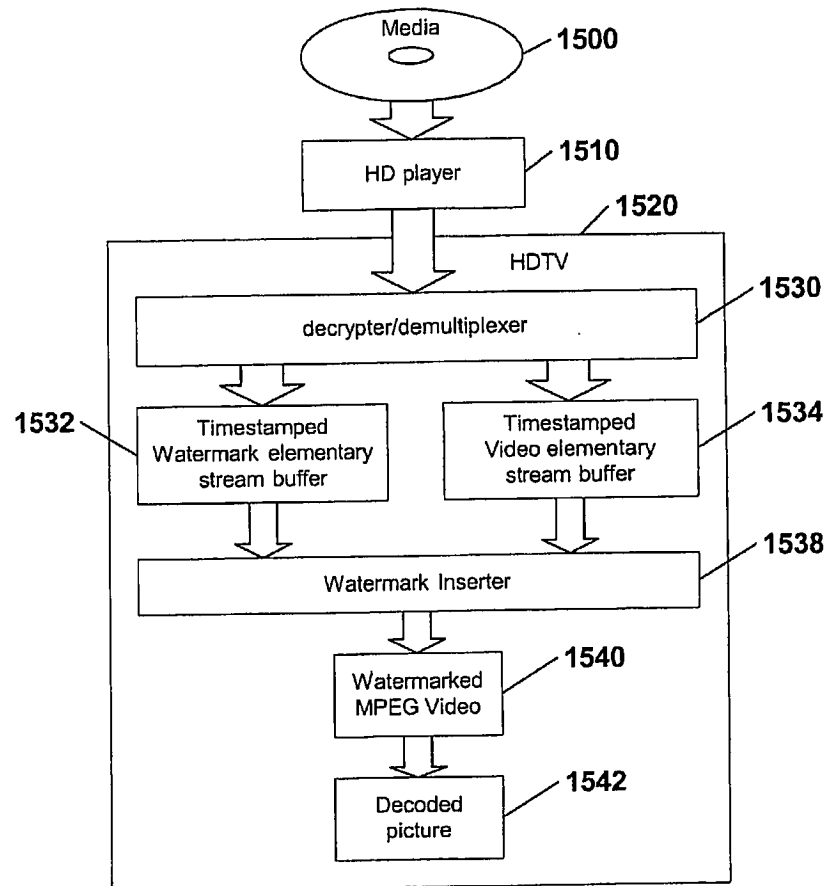 Media
1500
1510
HD player
1520
HDTV
1530
decrypter/demultiplexer
1532
Timestamped
Watermark elementary
stream buffer
Timestamped
Video elementary
stream buffer
1534
1538
Watermark Inserter
1540
Watermarked
MPEG Video
1542
Decoded
picture